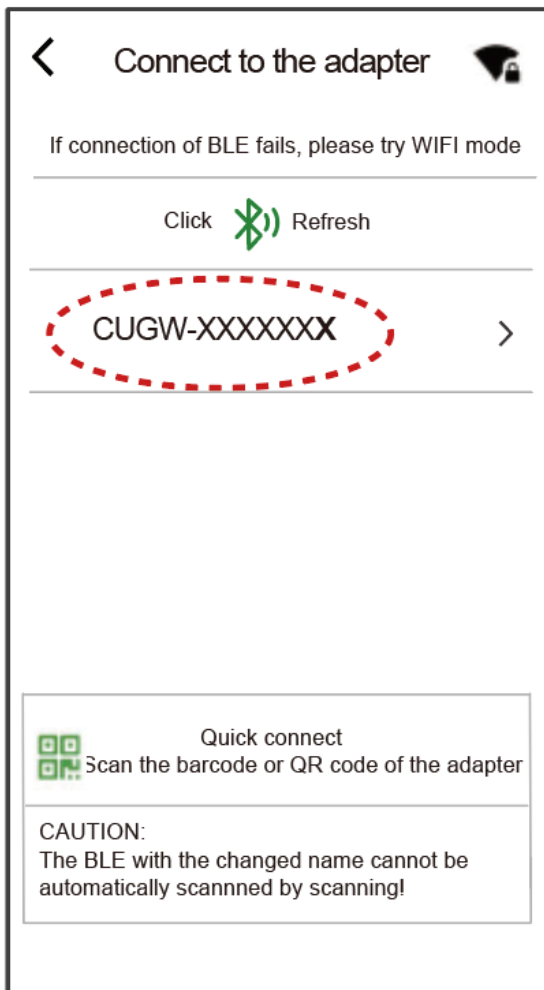 Connect to the adapter
If connection of BLE fails, please try WIFI mode
Click Refresh
CUGW-XXXXXXX
Quick connect
Scan the barcode or QR code of the adapter
CAUTION:
The BLE with the changed name cannot be
automatically scannned by scanning!